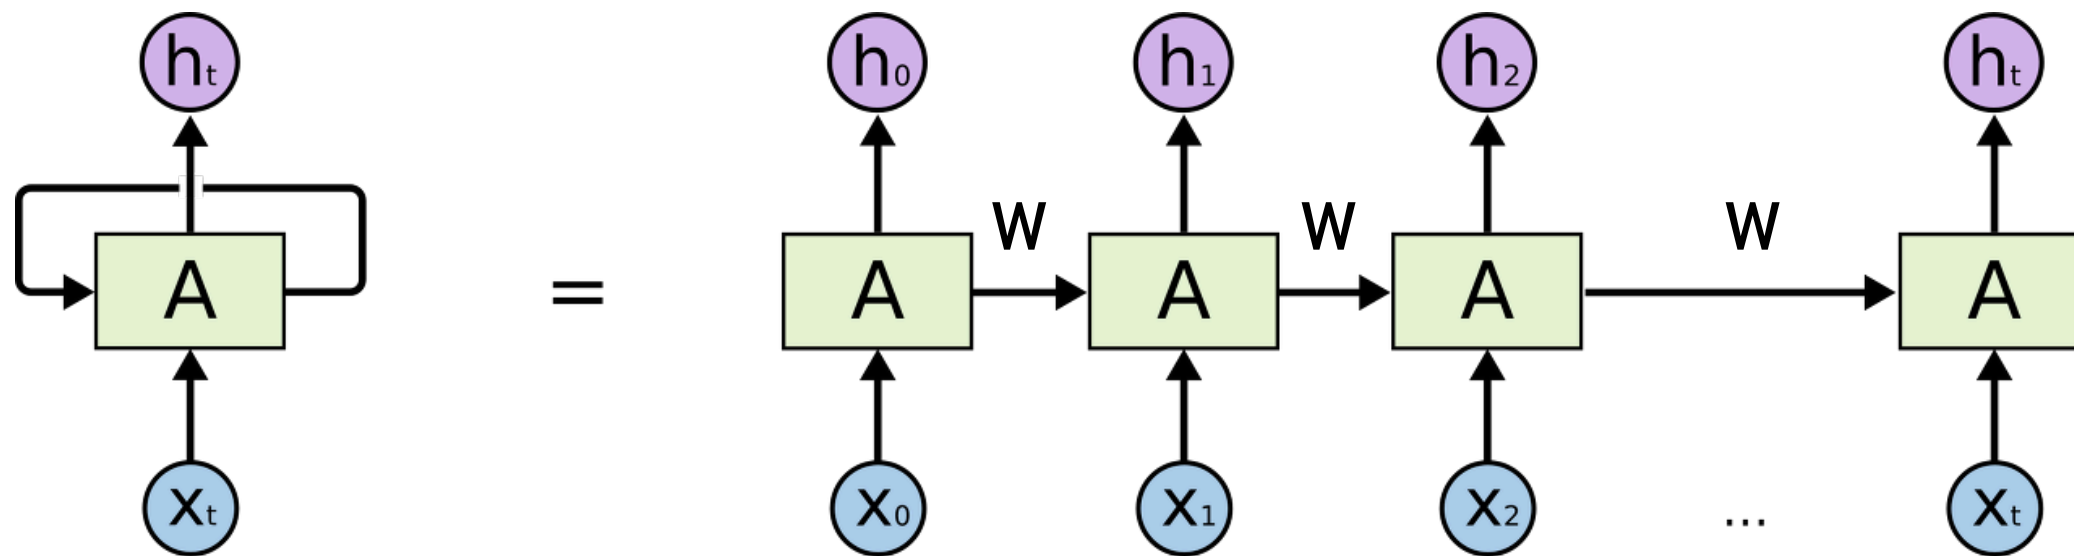 hₜ h₀ h₁ h₂ hₜ
W W W
A = A A A A
xₜ x₀ x₁ x₂ ... xₜ